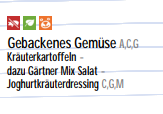 Gebackenes Gemüse A,C,G
Kräuterkartoffeln -
dazu Gärtner Mix Salat -
Joghurtkräuterdressing C,G,M